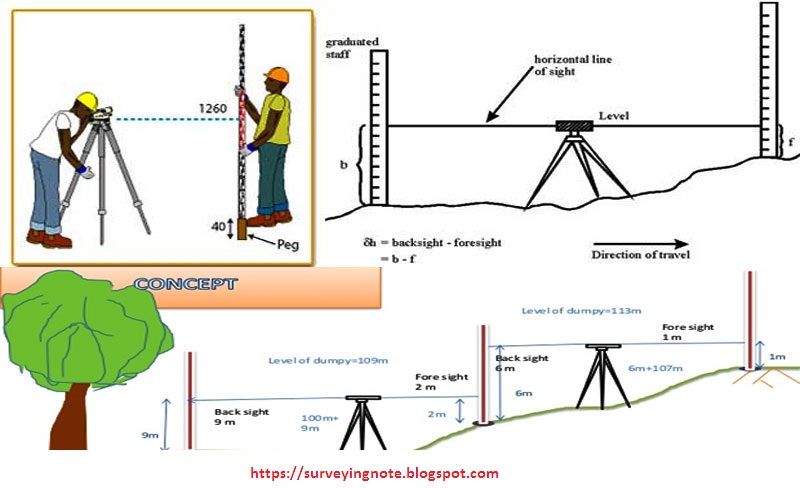 1260
40
Peg
graduated
staff
horizontal line
of sight
Level
b
f
δh = backsight - foresight
= b - f
Direction of travel
CONCEPT
Level of dumpy=113m
Fore sight
1 m
1m
Level of dumpy=109m
Back sight
6 m
6m+107m
6m
Fore sight
2 m
2m
Back sight
9 m
100m+
9m
9m
https://surveyingnote.blogspot.com